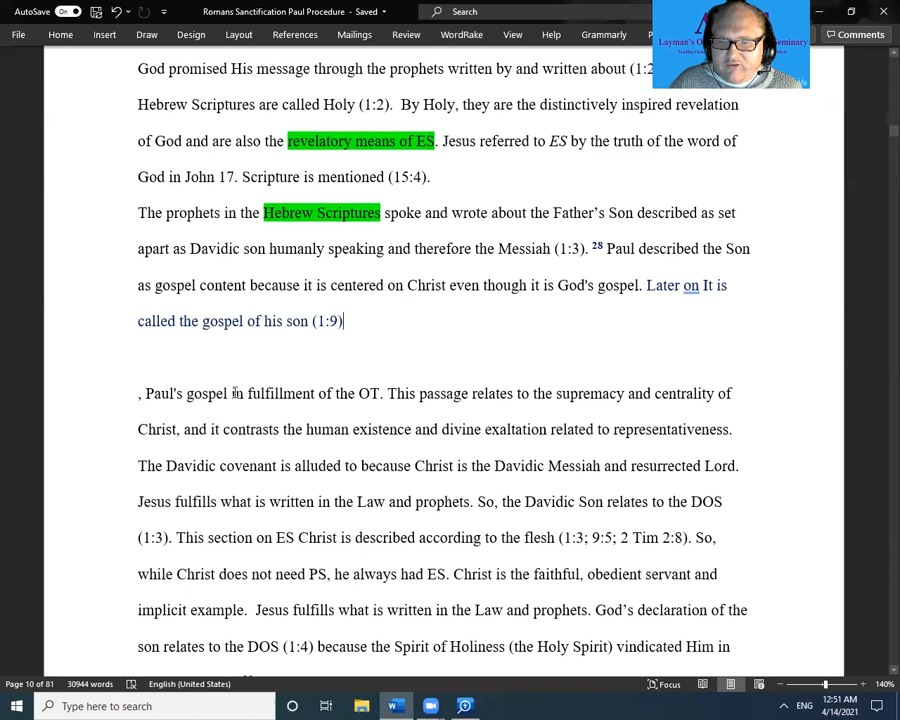 AutoSave On Romans Sanctification Paul Procedure - Saved Search
File Home Insert Draw Design Layout References Mailings Review WordRake View Help Grammarly Comments
Layman's
God promised His message through the prophets written by and written about (1:2
Hebrew Scriptures are called Holy (1:2). By Holy, they are the distinctively inspired revelation
of God and are also the revelatory means of ES. Jesus referred to ES by the truth of the word of
God in John 17. Scripture is mentioned (15:4).
The prophets in the Hebrew Scriptures spoke and wrote about the Father's Son described as set
apart as Davidic son humanly speaking and therefore the Messiah (1:3). 28 Paul described the Son
as gospel content because it is centered on Christ even though it is God's gospel. Later on It is
called the gospel of his son (1:9)
, Paul's gospel in fulfillment of the OT. This passage relates to the supremacy and centrality of
Christ, and it contrasts the human existence and divine exaltation related to representativeness.
The Davidic covenant is alluded to because Christ is the Davidic Messiah and resurrected Lord.
Jesus fulfills what is written in the Law and prophets. So, the Davidic Son relates to the DOS
(1:3). This section on ES Christ is described according to the flesh (1:3; 9:5; 2 Tim 2:8). So,
while Christ does not need PS, he always had ES. Christ is the faithful, obedient servant and
implicit example. Jesus fulfills what is written in the Law and prophets. God's declaration of the
son relates to the DOS (1:4) because the Spirit of Holiness (the Holy Spirit) vindicated Him in
Page 10 of 81 30944 words English (United States) Focus 140%
Type here to search ENG 12:51 AM 4/14/2021